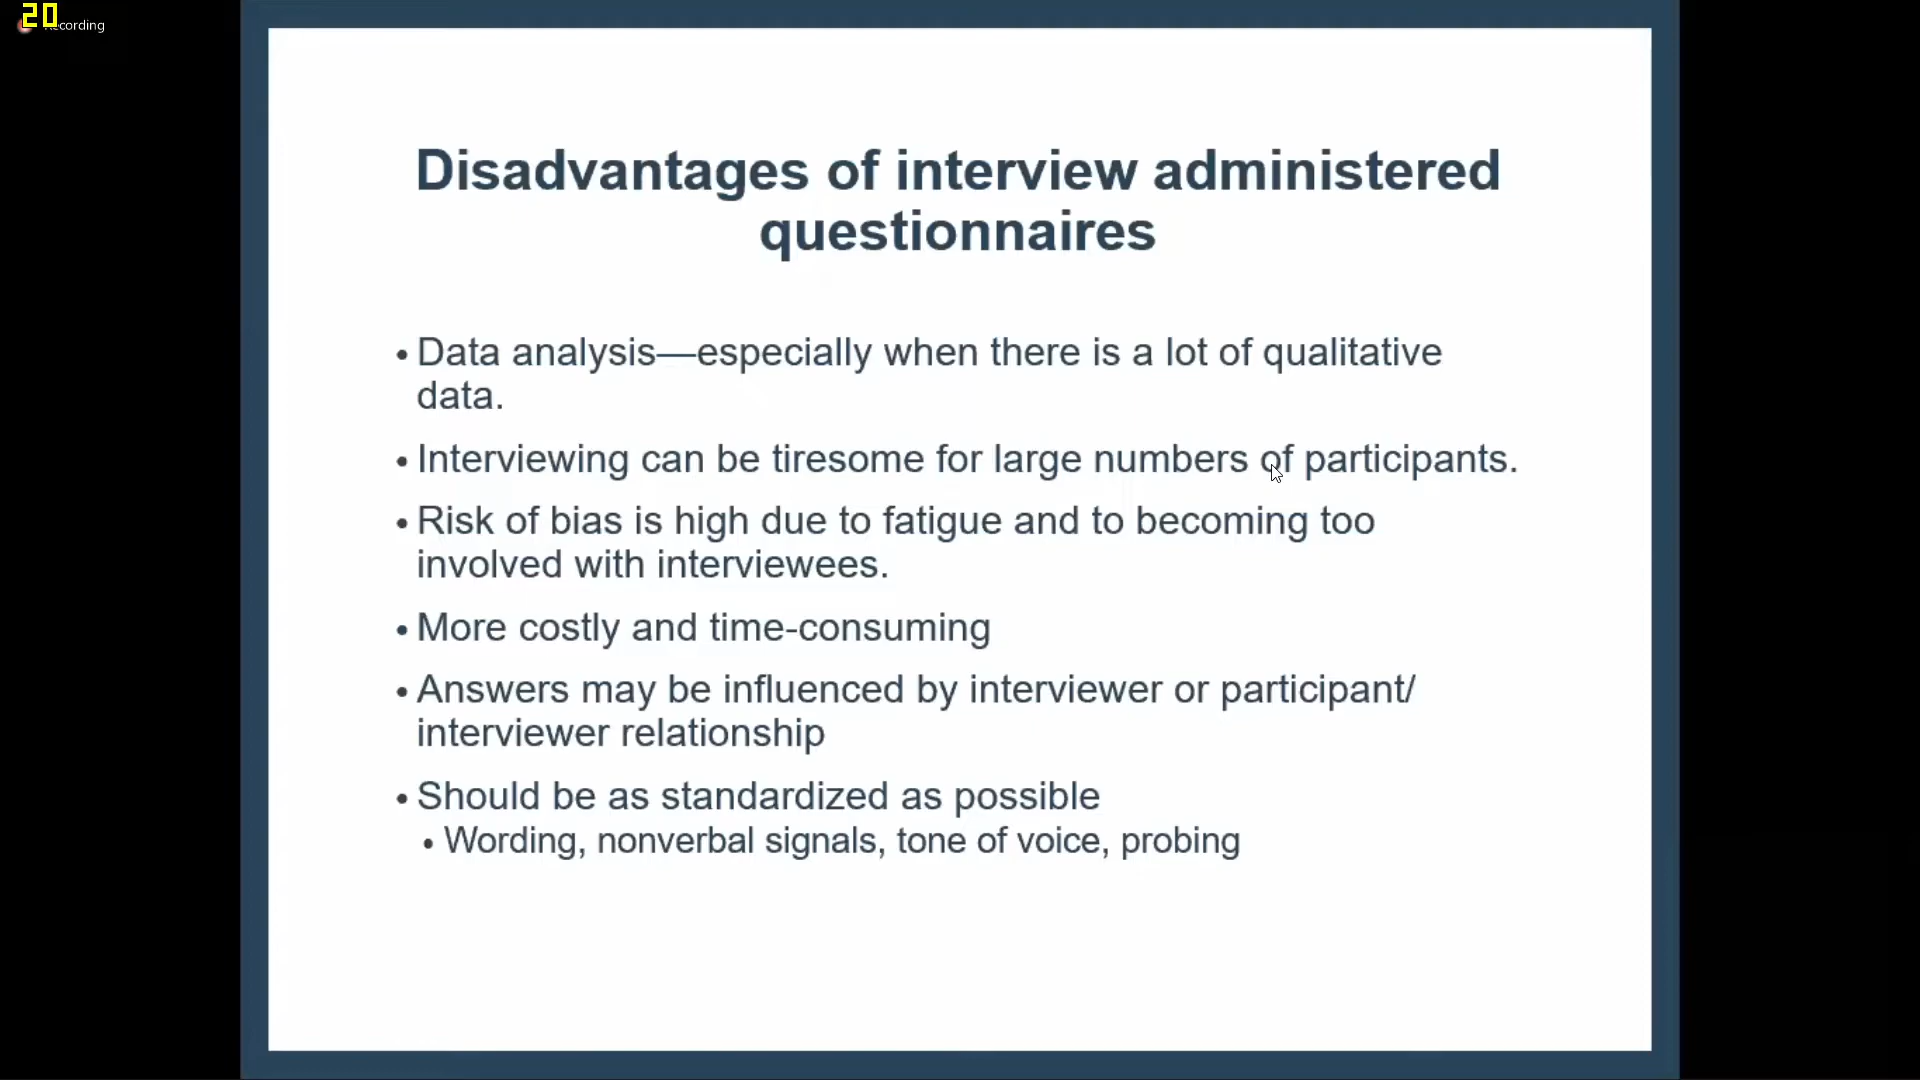 20
Recording
Disadvantages of interview administered
questionnaires
• Data analysis—especially when there is a lot of qualitative
data.
• Interviewing can be tiresome for large numbers of participants.
• Risk of bias is high due to fatigue and to becoming too
involved with interviewees.
• More costly and time-consuming
• Answers may be influenced by interviewer or participant/
interviewer relationship
• Should be as standardized as possible
• Wording, nonverbal signals, tone of voice, probing